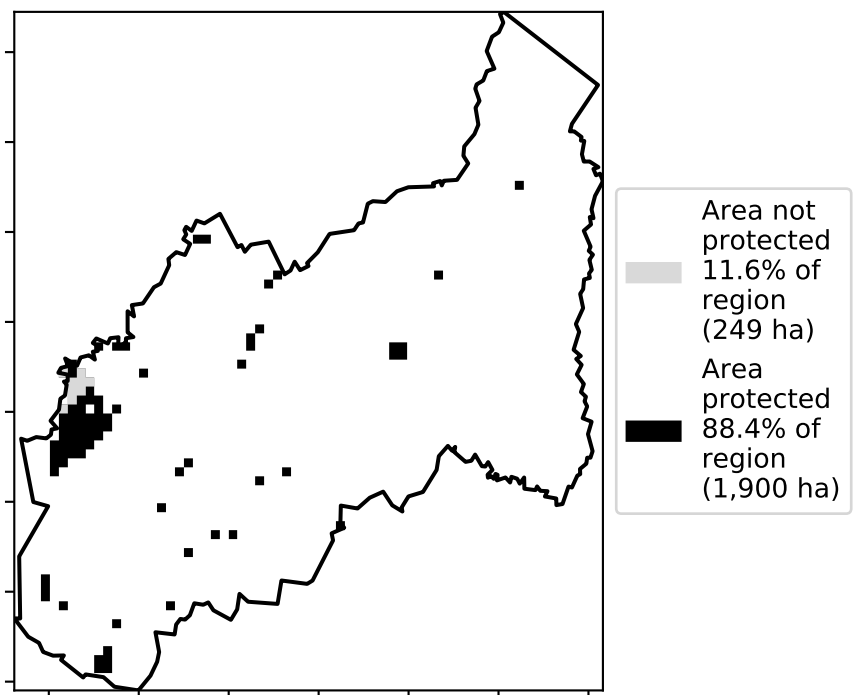 Area not
protected
11.6% of
region
(249 ha)
Area
protected
88.4% of
region
(1,900 ha)